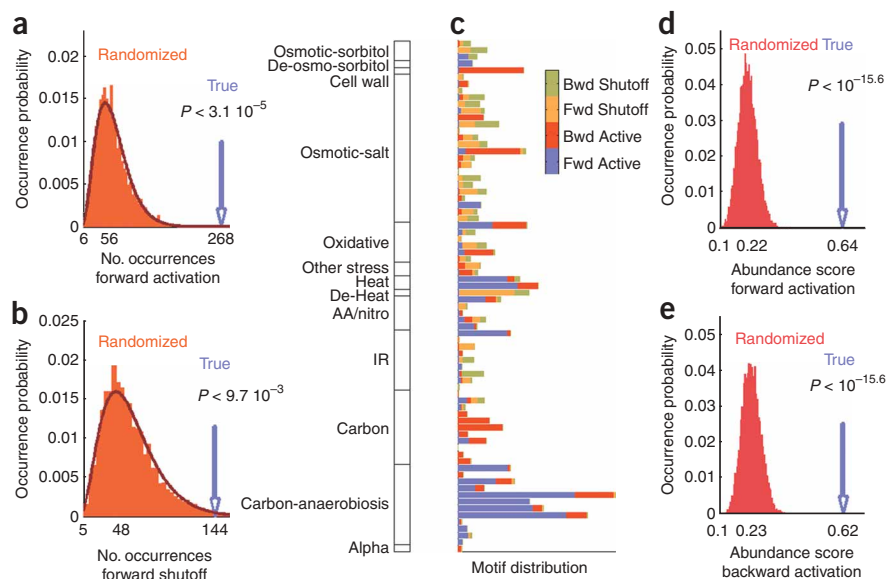 a
Occurrence probability
0.02
0.015
0.01
0.005
0
Randomized
True
P < 3.1 10⁻⁵
6 56 268
No. occurrences
forward activation
b
Occurrence probability
0.025
0.02
0.015
0.01
0.005
0
Randomized
True
P < 9.7 10⁻³
5 48 144
No. occurrences
forward shutoff
c
Osmotic-sorbitol
De-osmo-sorbitol
Cell wall
Osmotic-salt
Oxidative
Other stress
Heat
De-Heat
AA/nitro
IR
Carbon
Carbon-anaerobiosis
Alpha
Bwd Shutoff
Fwd Shutoff
Bwd Active
Fwd Active
Motif distribution
d
Occurrence probability
0.05
0.04
0.03
0.02
0.01
0
Randomized True
P < 10⁻¹⁵·⁶
0.1 0.22 0.64
Abundance score
forward activation
e
Occurrence probability
0.05
0.04
0.03
0.02
0.01
0
Randomized
True
P < 10⁻¹⁵·⁶
0.1 0.23 0.62
Abundance score
backward activation